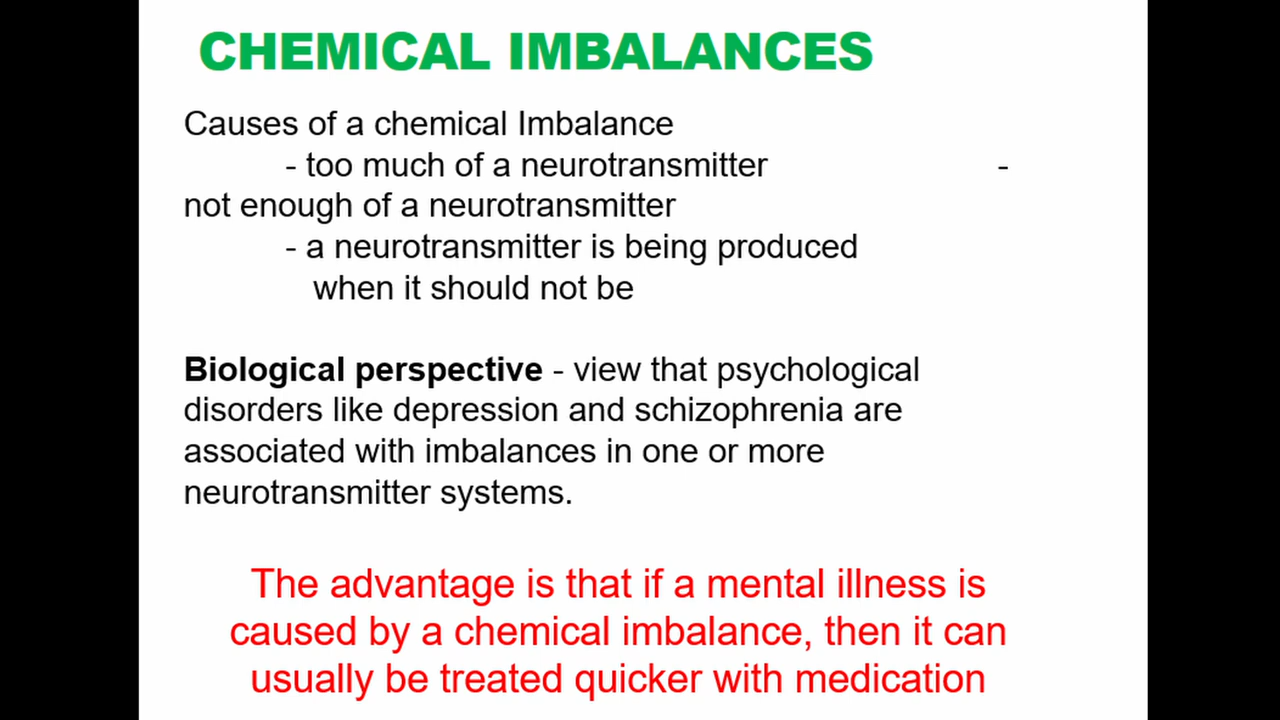 CHEMICAL IMBALANCES
Causes of a chemical Imbalance
- too much of a neurotransmitter -
not enough of a neurotransmitter
- a neurotransmitter is being produced
when it should not be
Biological perspective - view that psychological
disorders like depression and schizophrenia are
associated with imbalances in one or more
neurotransmitter systems.
The advantage is that if a mental illness is
caused by a chemical imbalance, then it can
usually be treated quicker with medication